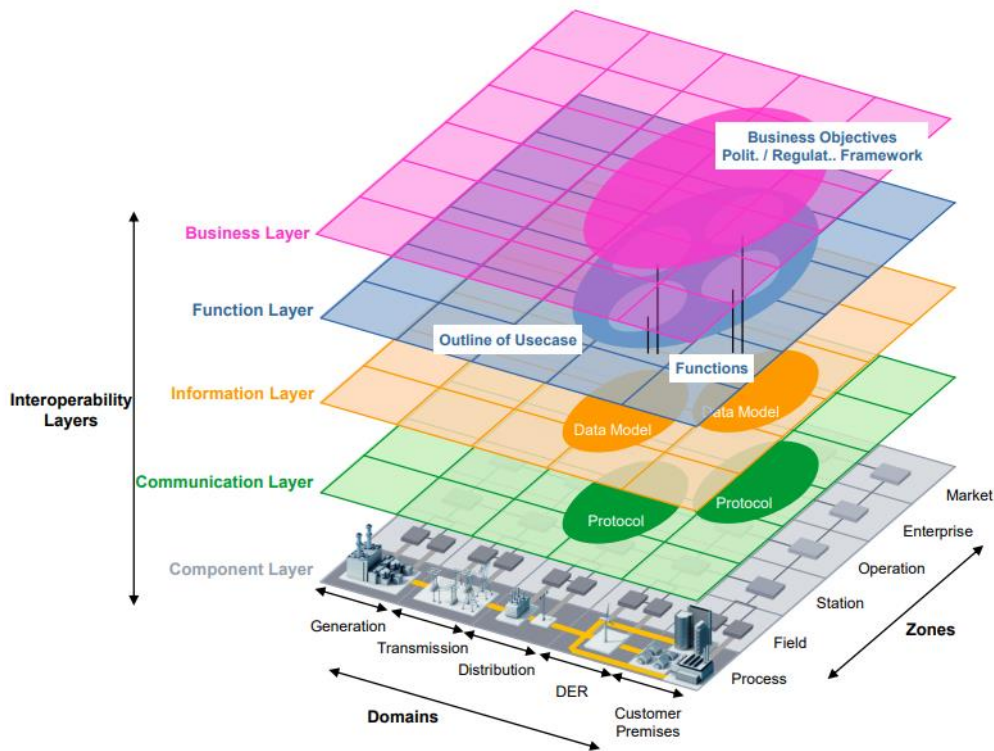 Business Objectives
Polit. / Regulat.. Framework
Business Layer
Function Layer
Outline of Usecase
Functions
Interoperability
Layers
Information Layer
Data Model
Data Model
Communication Layer
Protocol
Protocol
Component Layer
Market
Enterprise
Operation
Station
Field
Process
Zones
Generation
Transmission
Distribution
DER
Customer
Premises
Domains